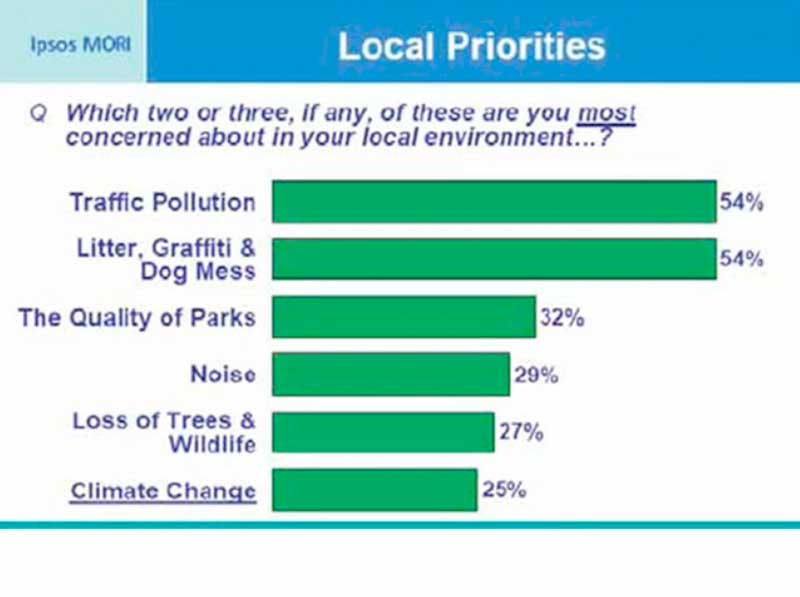 Ipsos MORI
Local Priorities
Q Which two or three, if any, of these are you most
concerned about in your local environment...?
Traffic Pollution 54%
Litter, Graffiti &
Dog Mess 54%
The Quality of Parks 32%
Noise 29%
Loss of Trees &
Wildlife 27%
Climate Change 25%